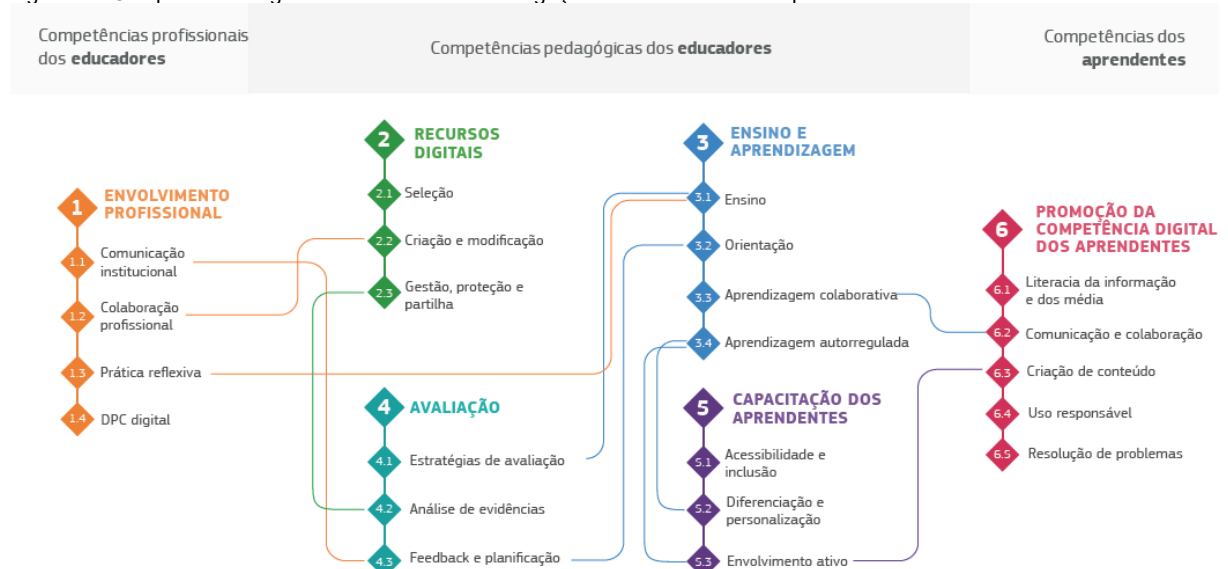 Competências profissionais
dos educadores
Competências pedagógicas dos educadores
Competências dos
aprendentes
1
ENVOLVIMENTO
PROFISSIONAL
1.1
Comunicação
institucional
1.2
Colaboração
profissional
1.3
Prática reflexiva
1.4
DPC digital
2
RECURSOS
DIGITAIS
2.1
Seleção
2.2
Criação e modificação
2.3
Gestão, proteção e
partilha
3
ENSINO E
APRENDIZAGEM
3.1
Ensino
3.2
Orientação
3.3
Aprendizagem colaborativa
3.4
Aprendizagem autorregulada
4
AVALIAÇÃO
4.1
Estratégias de avaliação
4.2
Análise de evidências
4.3
Feedback e planificação
5
CAPACITAÇÃO DOS
APRENDENTES
5.1
Acessibilidade e
inclusão
5.2
Diferenciação e
personalização
5.3
Envolvimento ativo
6
PROMOÇÃO DA
COMPETÊNCIA DIGITAL
DOS APRENDENTES
6.1
Literacia da informação
e dos média
6.2
Comunicação e colaboração
6.3
Criação de conteúdo
6.4
Uso responsável
6.5
Resolução de problemas